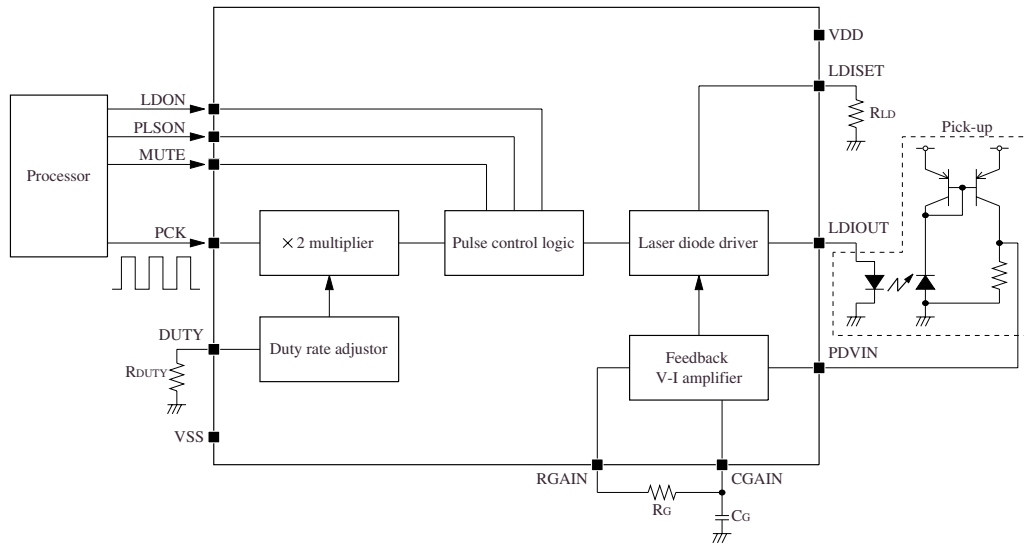 VDD
LDISET
LDON
RLD
PLSON
Pick-up
MUTE
Processor
PCK
× 2 multiplier
Pulse control logic
Laser diode driver
LDIOUT
DUTY
Duty rate adjustor
Feedback
V-I amplifier
PDVIN
RDUTY
VSS
RGAIN
CGAIN
RG
CG